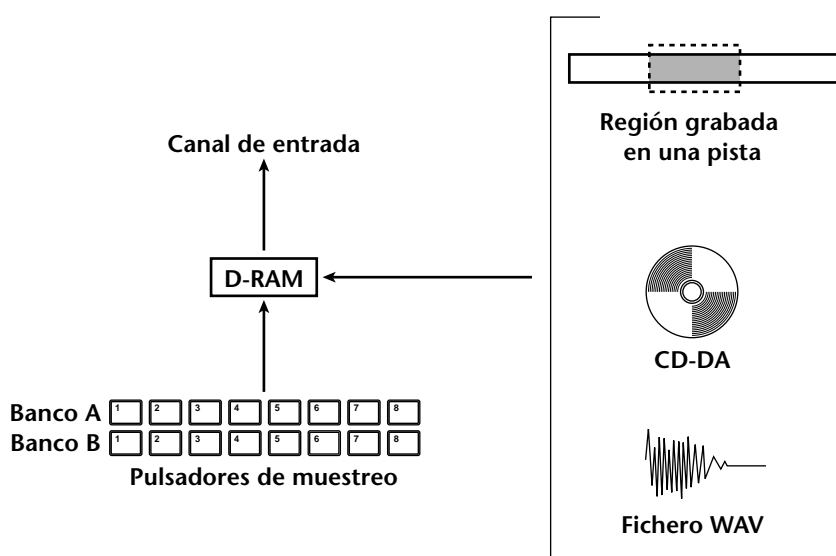 Región grabada
en una pista
Canal de entrada
D-RAM
CD-DA
Banco A 1 2 3 4 5 6 7 8
Banco B 1 2 3 4 5 6 7 8
Pulsadores de muestreo
Fichero WAV